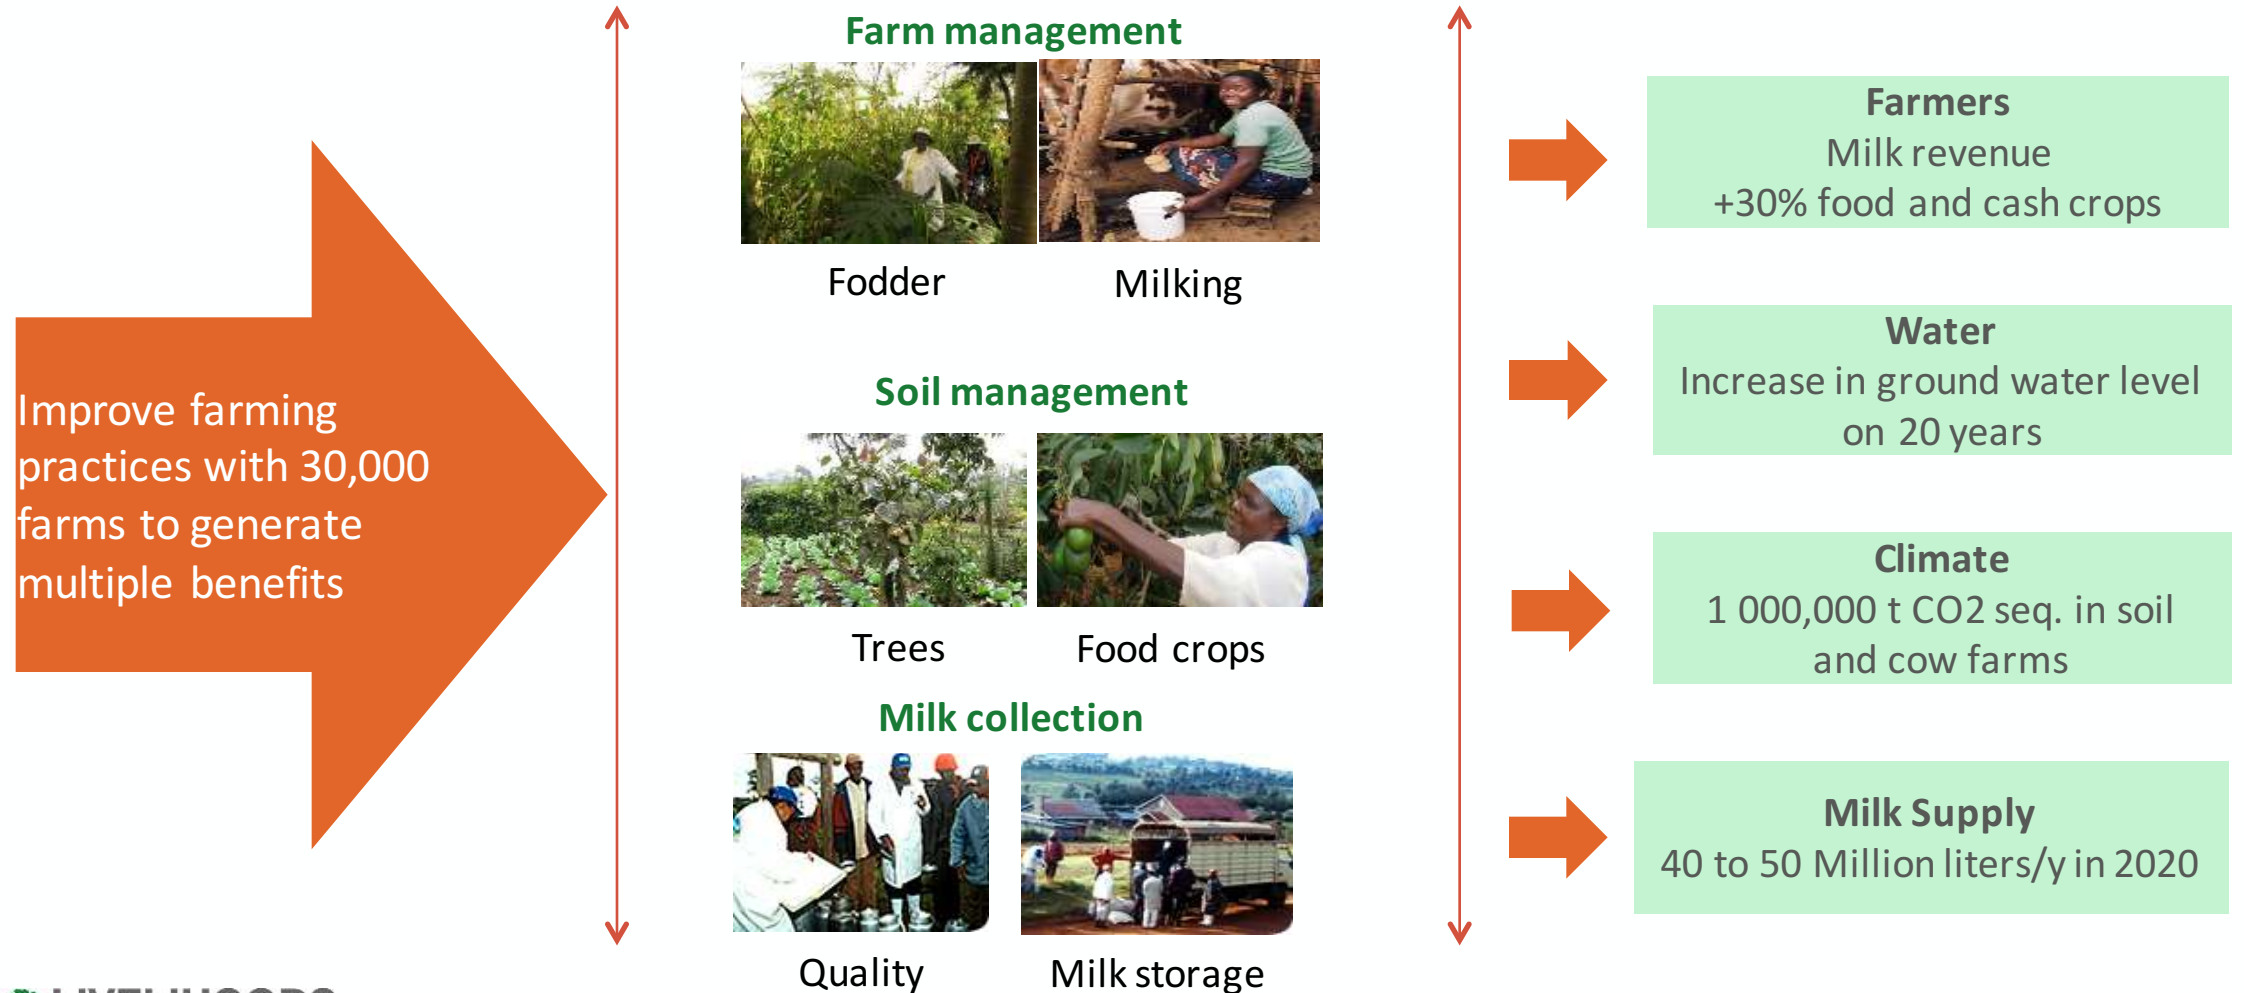 Improve farming
practices with 30,000
farms to generate
multiple benefits
Farm management
Fodder
Milking
Soil management
Trees
Food crops
Milk collection
Quality
Milk storage
Farmers
Milk revenue
+30% food and cash crops
Water
Increase in ground water level
on 20 years
Climate
1 000,000 t CO2 seq. in soil
and cow farms
Milk Supply
40 to 50 Million liters/y in 2020